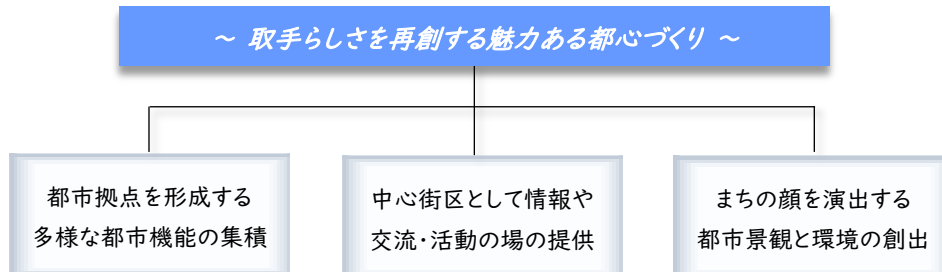 ～ 取手らしさを再創する魅力ある都心づくり ～
都市拠点を形成する
多様な都市機能の集積
中心街区として情報や
交流・活動の場の提供
まちの顔を演出する
都市景観と環境の創出